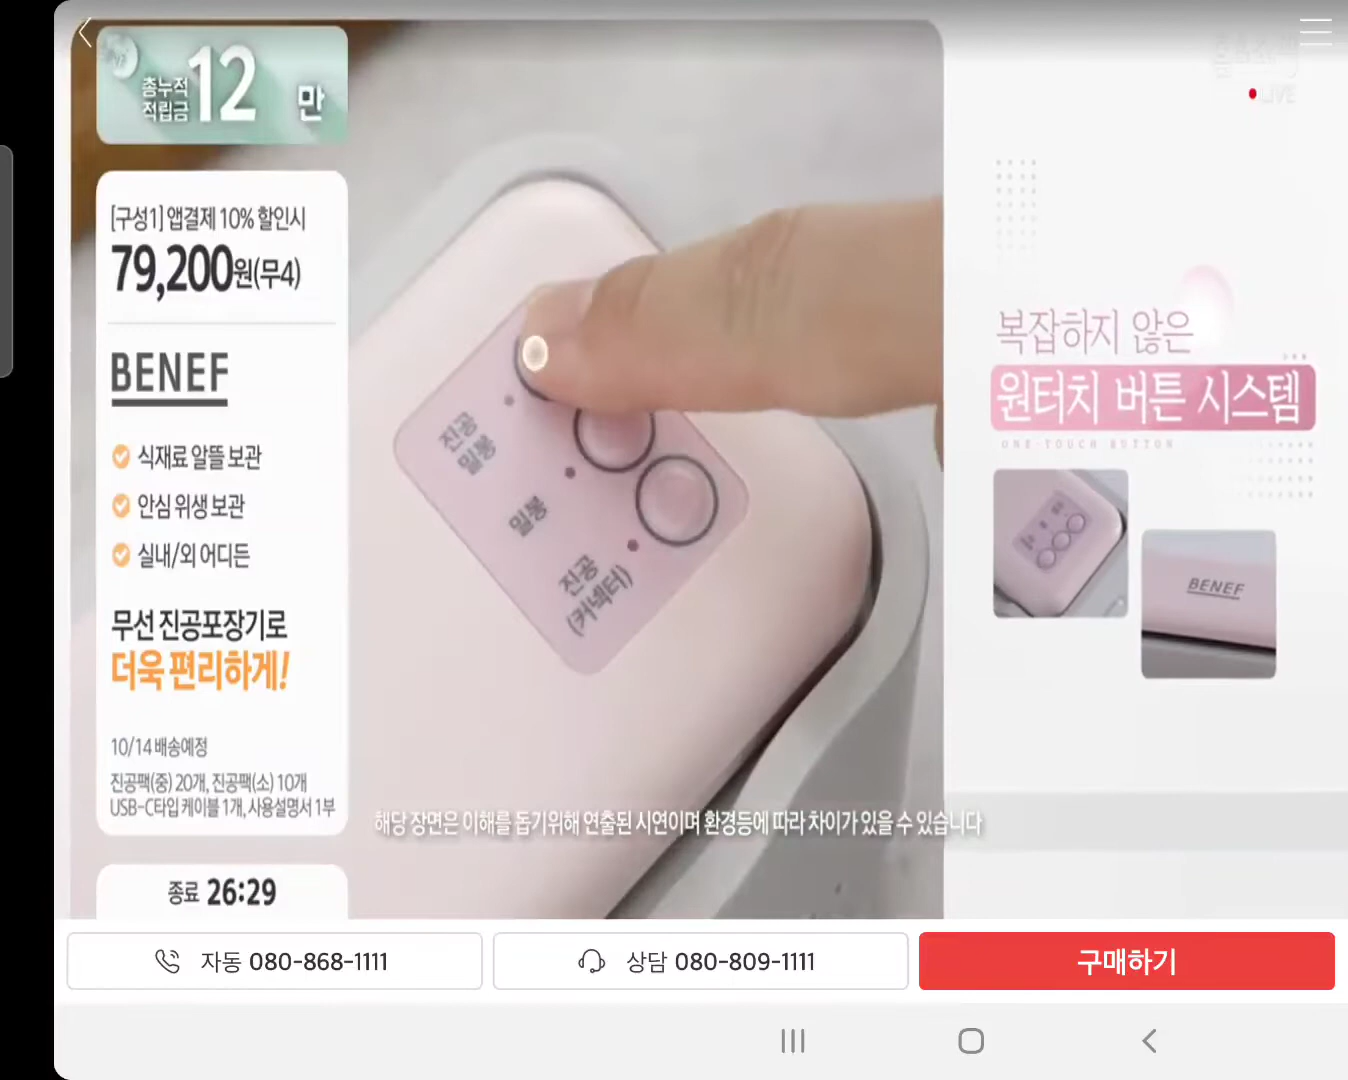 총누적
적립금 12 만
[구성1] 앱결제 10% 할인시
79,200원(무4)
BENEF
식재료 알뜰 보관
안심 위생 보관
실내/외 어디든
무선 진공포장기로
더욱 편리하게!
10/14 배송예정
진공팩(중) 20개, 진공팩(소) 10개
USB-C타입 케이블 1개, 사용설명서 1부
종료 26:29
진공
밀봉
밀봉
진공
(커넥터)
해당 장면은 이해를 돕기위해 연출된 시연이며 환경등에 따라 차이가 있을 수 있습니다
LIVE
복잡하지 않은
원터치 버튼 시스템
ONE-TOUCH BUTTON
BENEF
자동 080-868-1111
상담 080-809-1111
구매하기